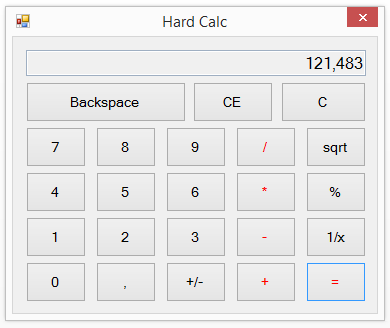 Hard Calc
121,483
Backspace CE C
7 8 9 / sqrt
4 5 6 * %
1 2 3 - 1/x
0 , +/- + =